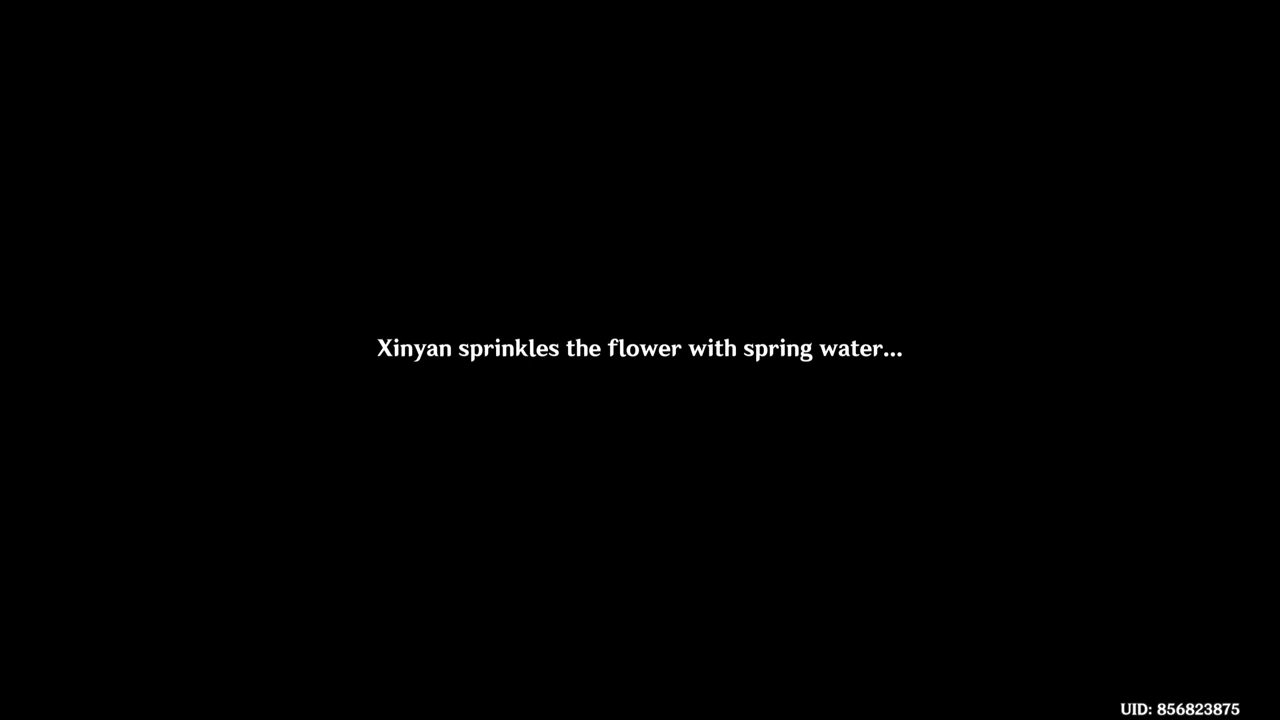 Xinyan sprinkles the flower with spring water...
UID: 856823875